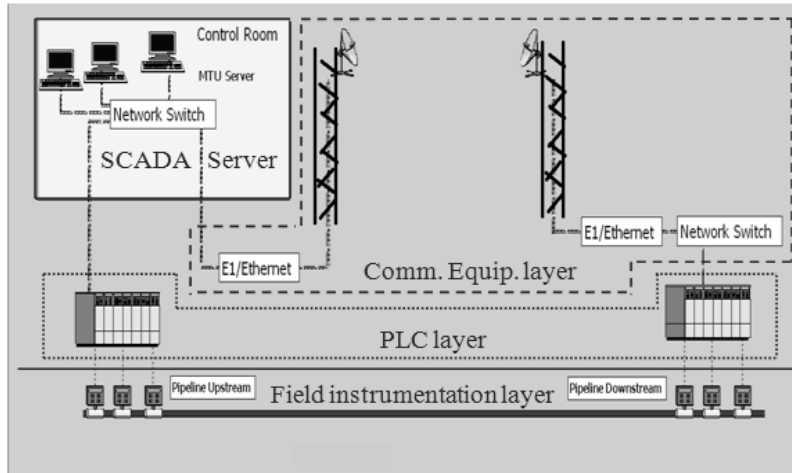 Control Room
MTU Server
Network Switch
SCADA Server
E1/Ethernet
E1/Ethernet
Network Switch
Comm. Equip. layer
PLC layer
Pipeline Upstream
Field instrumentation layer
Pipeline Downstream